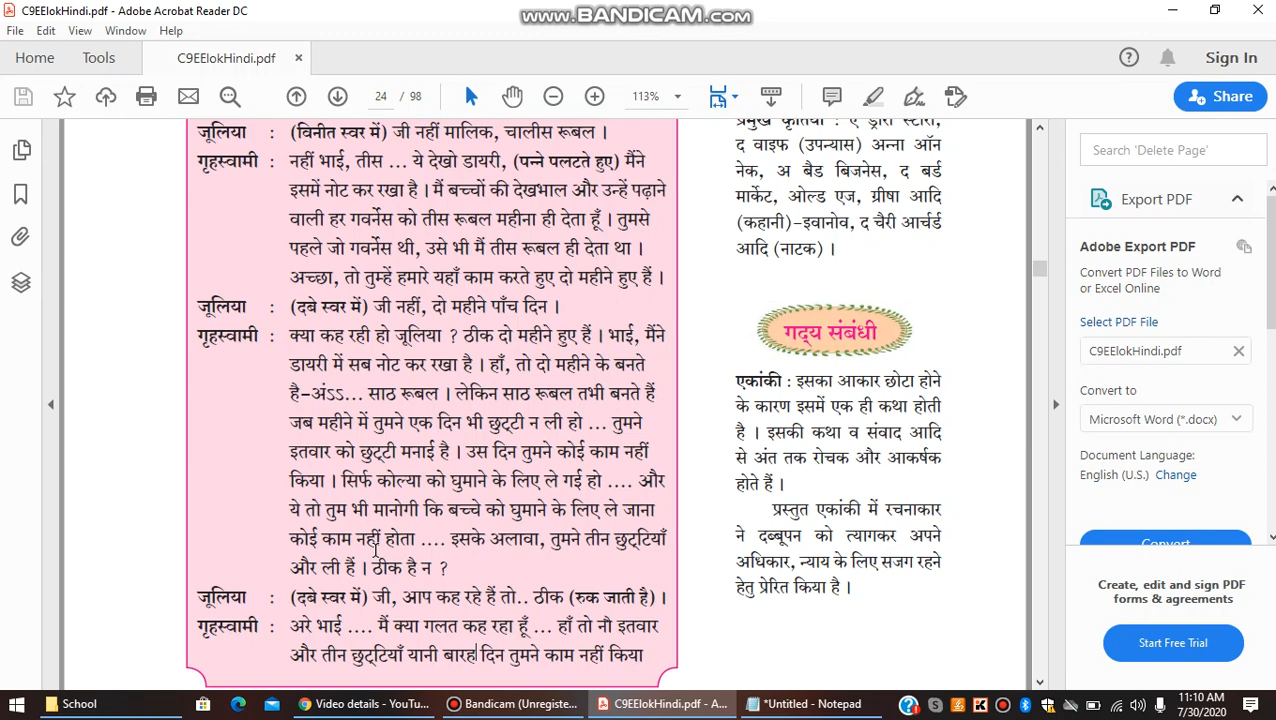 C9EElokHindi.pdf - Adobe Acrobat Reader DC
www.BANDICAM.com
File Edit View Window Help
Home Tools C9EElokHindi.pdf × Sign In
24 / 98 113% Share
जूलिया : (विनीत स्वर में) जी नहीं मालिक, चालीस रूबल ।
गृहस्वामी : नहीं भाई, तीस ... ये देखो डायरी, (पन्ने पलटते हुए) मैंने
इसमें नोट कर रखा है । मैं बच्चों की देखभाल और उन्हें पढ़ाने
वाली हर गवर्नेस को तीस रूबल महीना ही देता हूँ । तुमसे
पहले जो गवर्नेस थी, उसे भी मैं तीस रूबल ही देता था ।
अच्छा, तो तुम्हें हमारे यहाँ काम करते हुए दो महीने हुए हैं ।
जूलिया : (दबे स्वर में) जी नहीं, दो महीने पाँच दिन ।
गृहस्वामी : क्या कह रही हो जूलिया ? ठीक दो महीने हुए हैं । भाई, मैंने
डायरी में सब नोट कर रखा है । हाँ, तो दो महीने के बनते
है-अंऽऽ... साठ रूबल । लेकिन साठ रूबल तभी बनते हैं
जब महीने में तुमने एक दिन भी छुट्टी न ली हो ... तुमने
इतवार को छुट्टी मनाई है । उस दिन तुमने कोई काम नहीं
किया । सिर्फ कोल्या को घुमाने के लिए ले गई हो .... और
ये तो तुम भी मानोगी कि बच्चे को घुमाने के लिए ले जाना
कोई काम नहीं होता .... इसके अलावा, तुमने तीन छुट्टियाँ
और ली हैं । ठीक है न ?
जूलिया : (दबे स्वर में) जी, आप कह रहे हैं तो.. ठीक (रुक जाती है) ।
गृहस्वामी : अरे भाई .... मैं क्या गलत कह रहा हूँ ... हाँ तो नौ इतवार
और तीन छुट्टियाँ यानी बारह दिन तुमने काम नहीं किया
प्रमुख कृतियाँ : ए ड्रीरी स्टोरी,
द वाइफ (उपन्यास) अन्ना ऑन
नेक, अ बैड बिजनेस, द बर्ड
मार्केट, ओल्ड एज, ग्रीषा आदि
(कहानी)-इवानोव, द चैरी आर्चर्ड
आदि (नाटक) ।
गद्य संबंधी
एकांकी : इसका आकार छोटा होने
के कारण इसमें एक ही कथा होती
है । इसकी कथा व संवाद आदि
से अंत तक रोचक और आकर्षक
होते हैं ।
प्रस्तुत एकांकी में रचनाकार
ने दब्बूपन को त्यागकर अपने
अधिकार, न्याय के लिए सजग रहने
हेतु प्रेरित किया है ।
Search 'Delete Page'
Export PDF
Adobe Export PDF
Convert PDF Files to Word
or Excel Online
Select PDF File
C9EElokHindi.pdf
Convert to
Microsoft Word (*.docx)
Document Language:
English (U.S.) Change
Convert
Create, edit and sign PDF
forms & agreements
Start Free Trial
School
Video details - G...
Bandicam (Unregiste...
C9EElokHindi.pdf - A...
*Untitled - Notepad
11:10 AM
7/30/2020